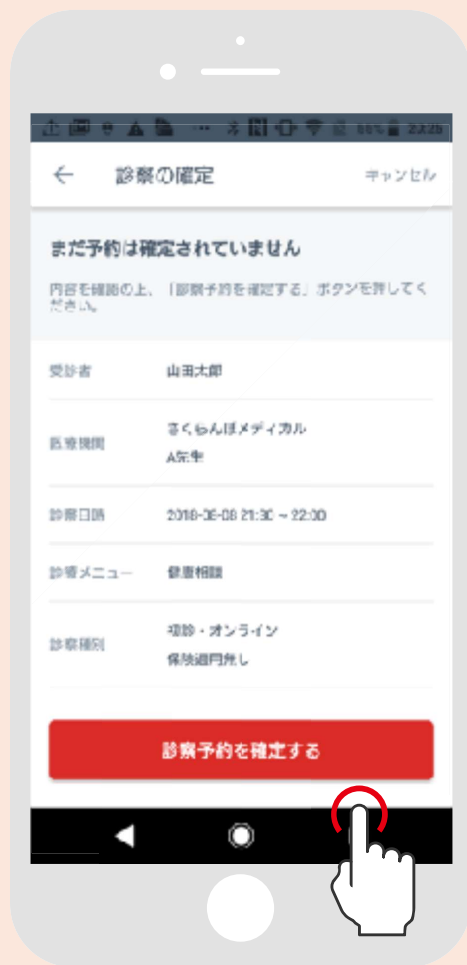 66% 2225
診察の確定
キャンセル
まだ予約は確定されていません
内容を確認の上、「診察予約を確定する」ボタンを押してく
ださい。
受診者 山田太郎
医療機関 さくらんぼメディカル
A先生
診察日時 2018-06-08 21:30 ~ 22:00
診療メニュー 健康相談
診察種別 初診・オンライン
保険適用無し
診察予約を確定する